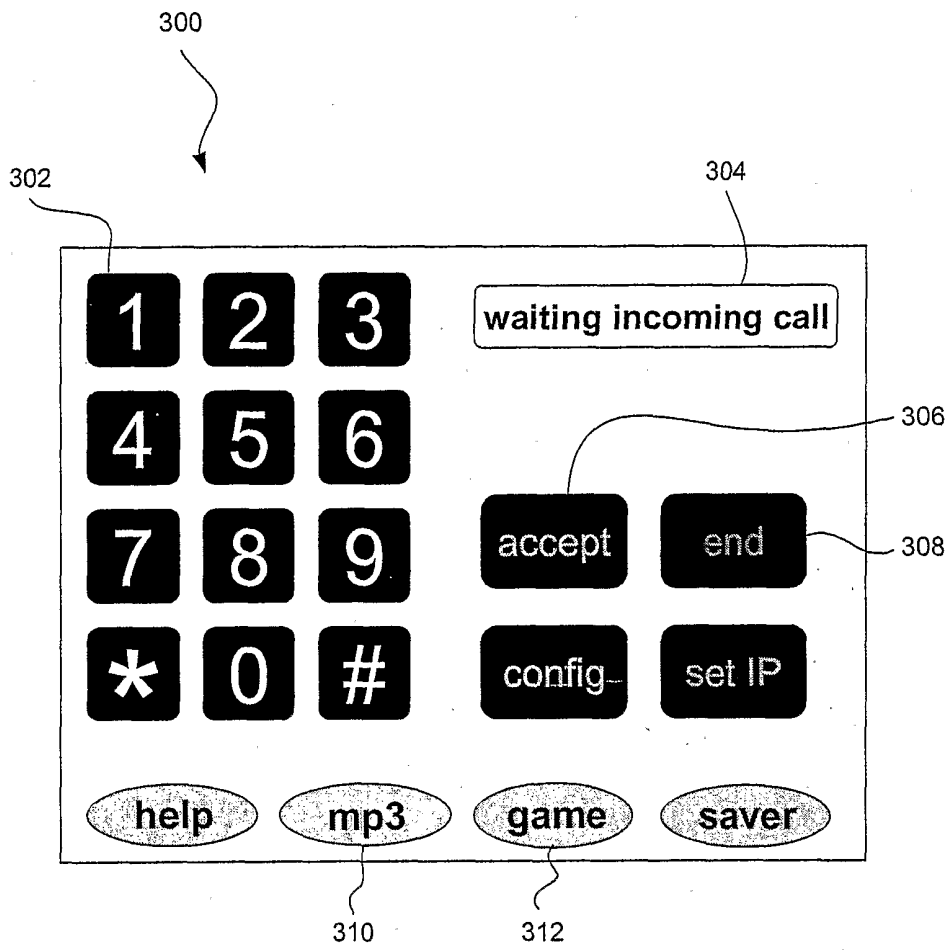 300
302
304
1 2 3
waiting incoming call
4 5 6
306
7 8 9
accept end
308
* 0 #
config set IP
help mp3 game saver
310 312